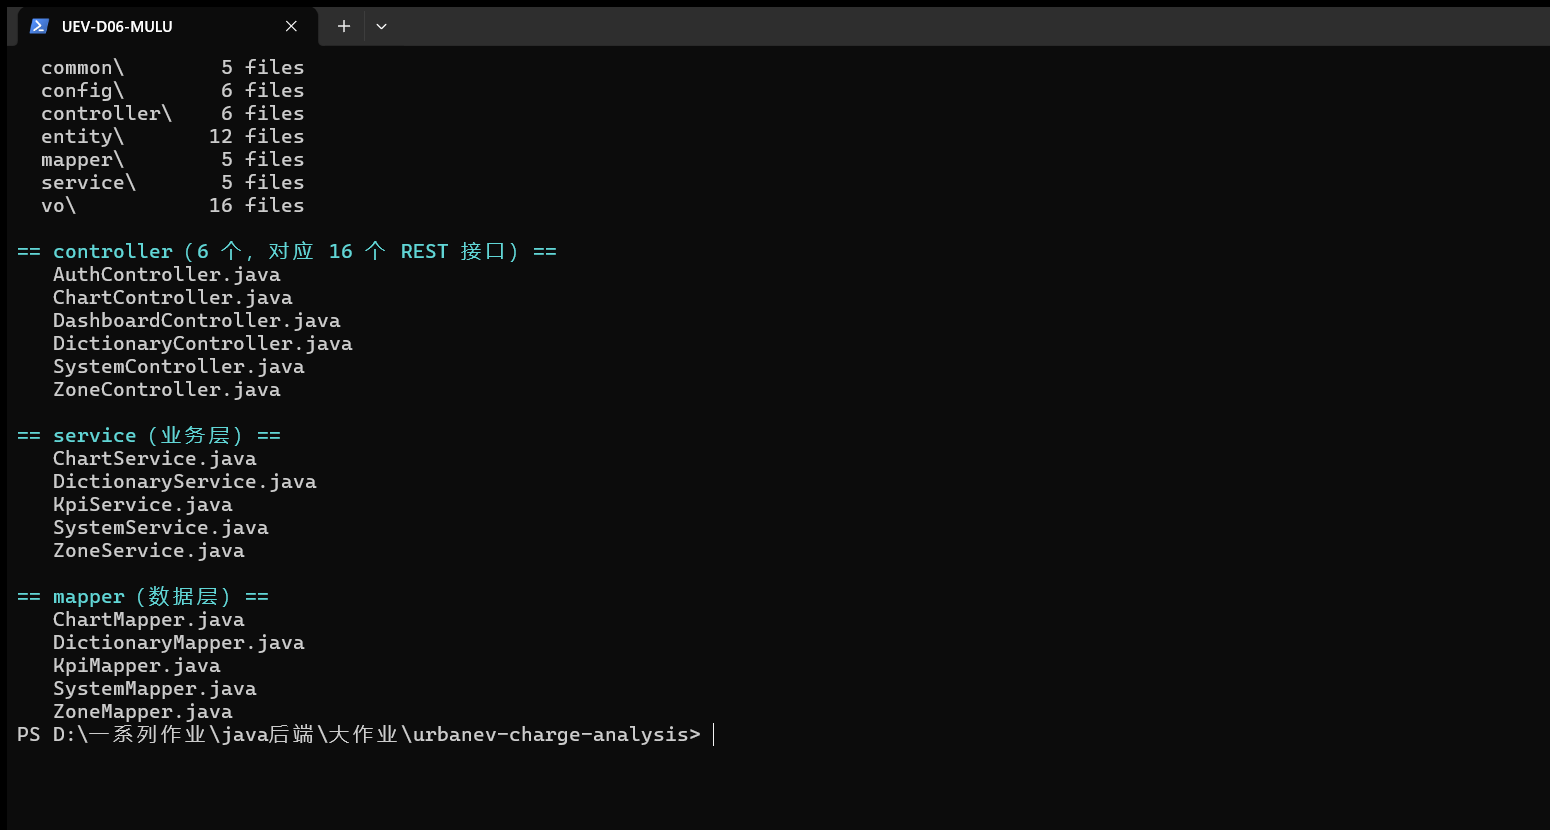 UEV-D06-MULU
common\ 5 files
config\ 6 files
controller\ 6 files
entity\ 12 files
mapper\ 5 files
service\ 5 files
vo\ 16 files
== controller（6 个，对应 16 个 REST 接口）==
AuthController.java
ChartController.java
DashboardController.java
DictionaryController.java
SystemController.java
ZoneController.java
== service（业务层）==
ChartService.java
DictionaryService.java
KpiService.java
SystemService.java
ZoneService.java
== mapper（数据层）==
ChartMapper.java
DictionaryMapper.java
KpiMapper.java
SystemMapper.java
ZoneMapper.java
PS D:\一系列作业\java后端\大作业\urbanev-charge-analysis>